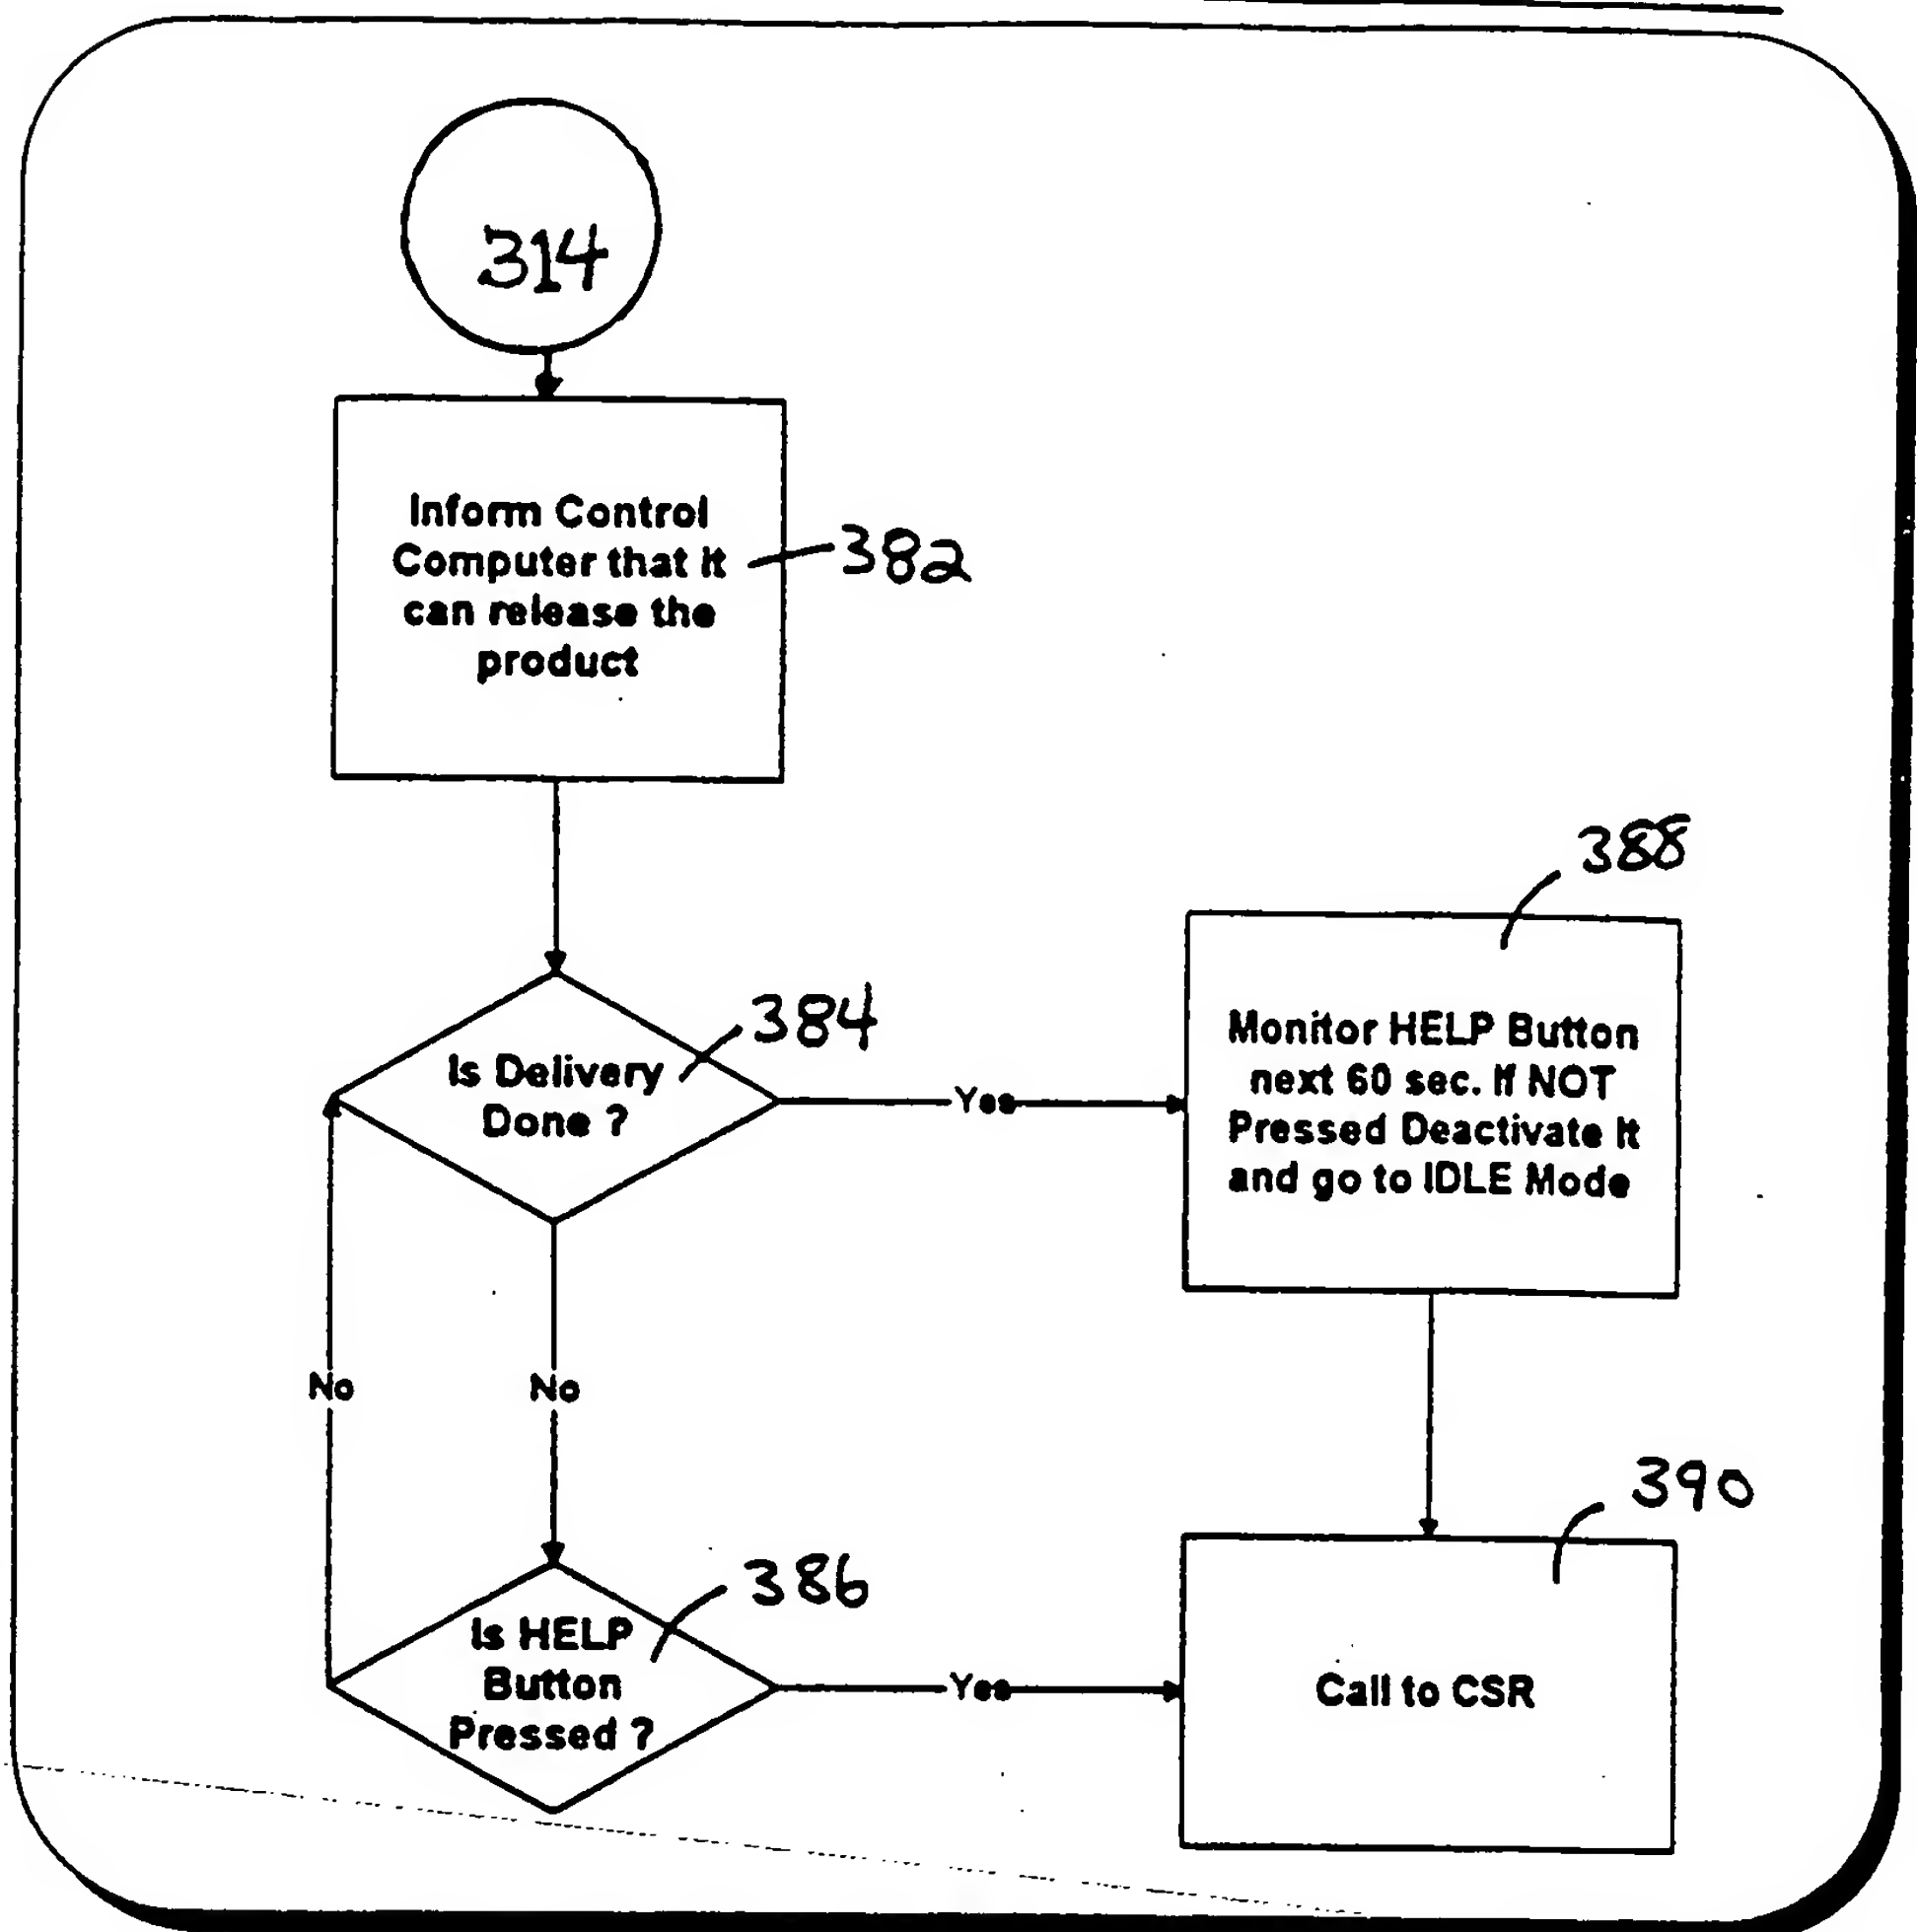 314
Inform Control
Computer that it
can release the
product
382
384
Is Delivery
Done ?
Yes
388
Monitor HELP Button
next 60 sec. If NOT
Pressed Deactivate it
and go to IDLE Mode
No
No
386
Is HELP
Button
Pressed ?
Yes
390
Call to CSR